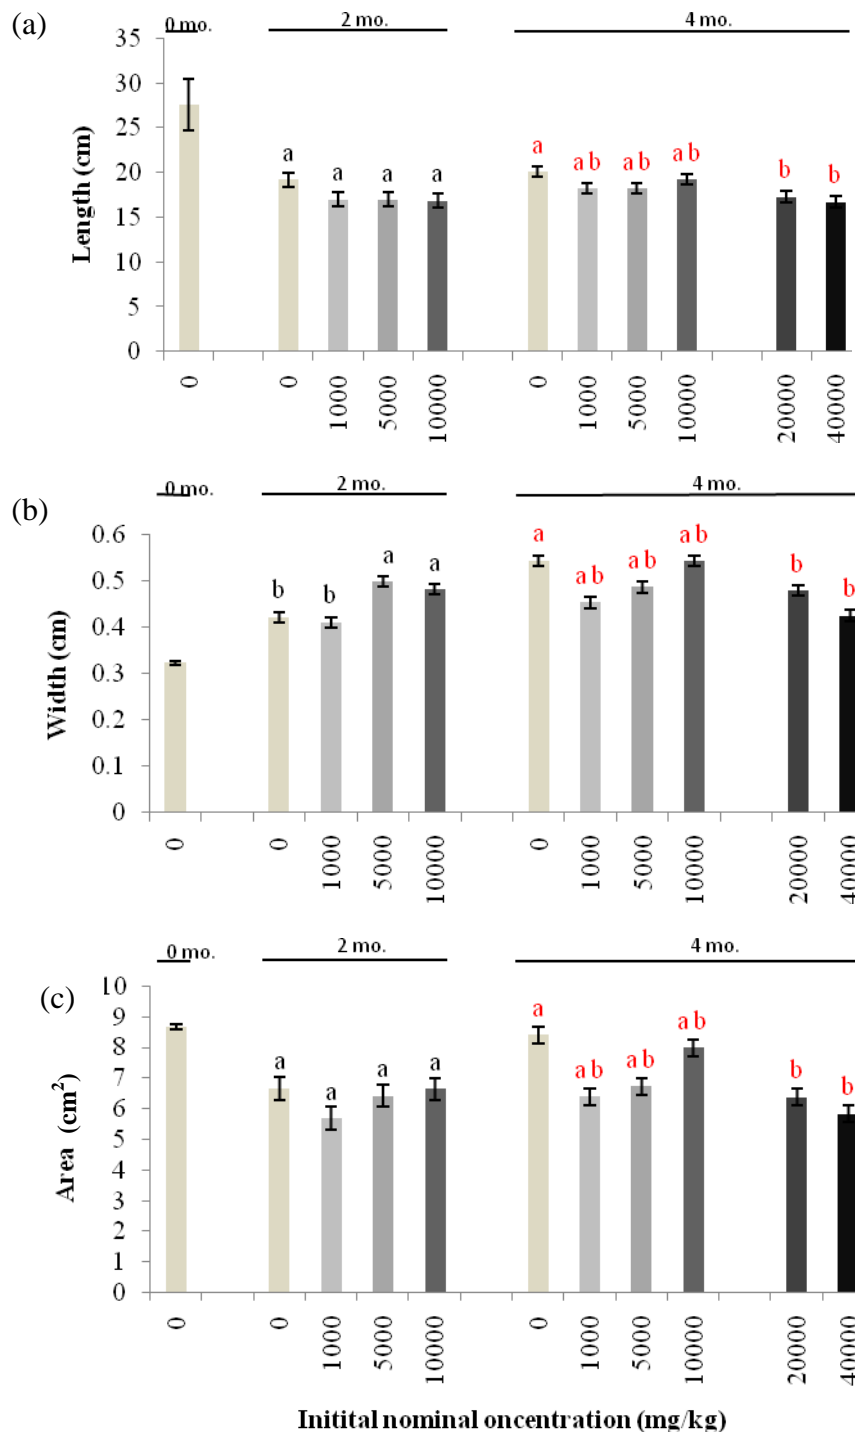 (a)
0 mo. 2 mo. 4 mo.
Length (cm)
35
30
25
20
15
10
5
0
a a a a a a b a b a b b b
0 0 1000 5000 10000 0 1000 5000 10000 20000 40000
(b)
0 mo. 2 mo. 4 mo.
Width (cm)
0.6
0.5
0.4
0.3
0.2
0.1
0
b b a a a a b a b a b b b
0 0 1000 5000 10000 0 1000 5000 10000 20000 40000
(c)
0 mo. 2 mo. 4 mo.
Area (cm²)
10
9
8
7
6
5
4
3
2
1
0
a a a a a a b a b a b b b
0 0 1000 5000 10000 0 1000 5000 10000 20000 40000
Initital nominal oncentration (mg/kg)